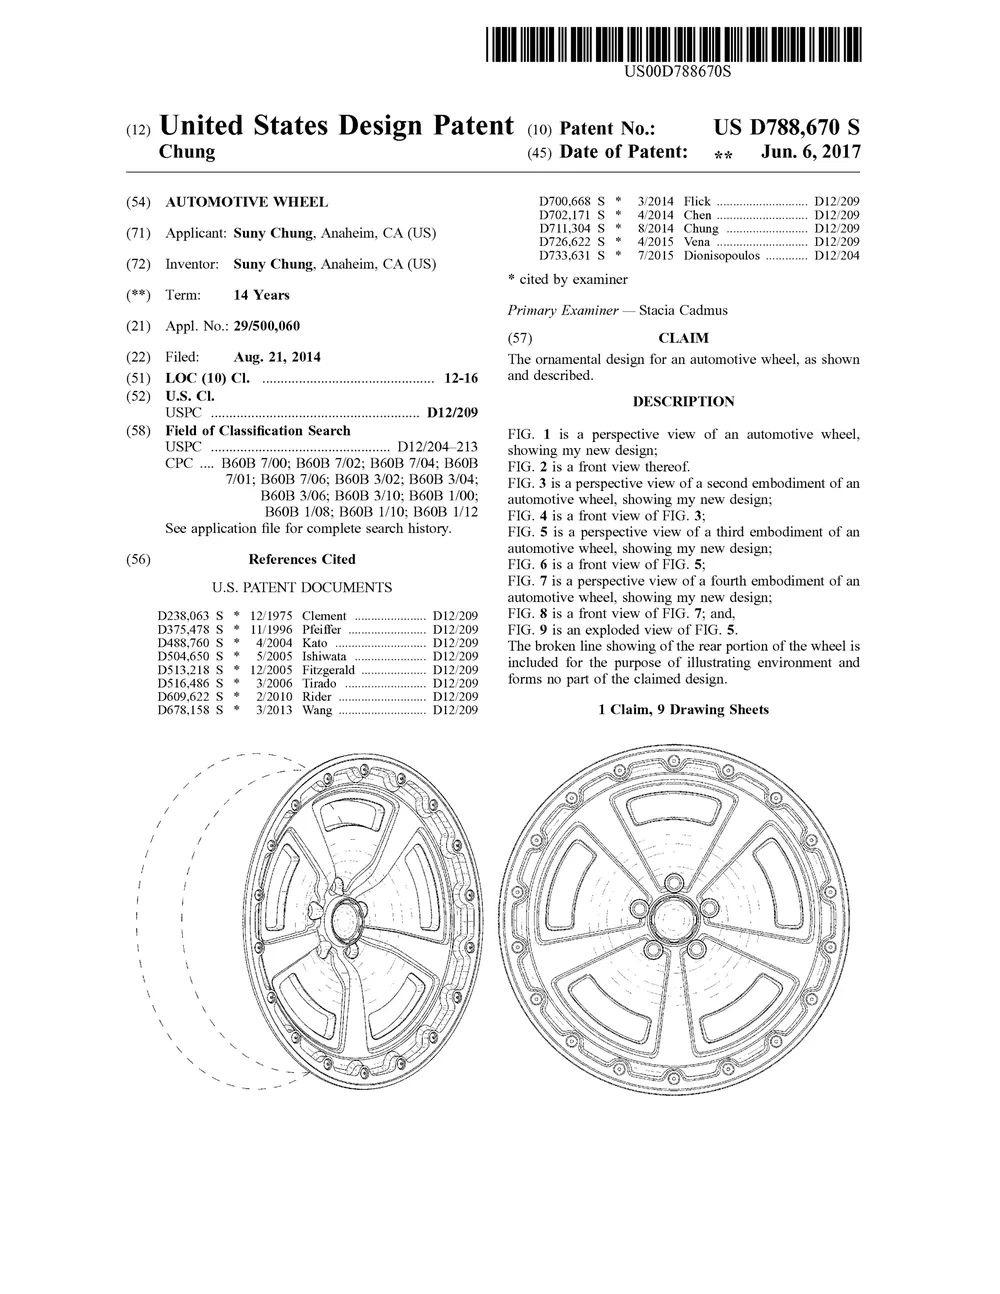 US00D788670S
(12) United States Design Patent
Chung
(10) Patent No.: US D788,670 S
(45) Date of Patent: ** Jun. 6, 2017
(54) AUTOMOTIVE WHEEL
(71) Applicant: Suny Chung, Anaheim, CA (US)
(72) Inventor: Suny Chung, Anaheim, CA (US)
(**) Term: 14 Years
(21) Appl. No.: 29/500,060
(22) Filed: Aug. 21, 2014
(51) LOC (10) Cl. ............................................... 12-16
(52) U.S. Cl.
USPC ......................................................... D12/209
(58) Field of Classification Search
USPC ................................................. D12/204–213
CPC .... B60B 7/00; B60B 7/02; B60B 7/04; B60B
7/01; B60B 7/06; B60B 3/02; B60B 3/04;
B60B 3/06; B60B 3/10; B60B 1/00;
B60B 1/08; B60B 1/10; B60B 1/12
See application file for complete search history.
(56) References Cited
U.S. PATENT DOCUMENTS
D238,063 S * 12/1975 Clement ...................... D12/209
D375,478 S * 11/1996 Pfeiffer ........................ D12/209
D488,760 S * 4/2004 Kato ............................ D12/209
D504,650 S * 5/2005 Ishiwata ...................... D12/209
D513,218 S * 12/2005 Fitzgerald .................... D12/209
D516,486 S * 3/2006 Tirado ......................... D12/209
D609,622 S * 2/2010 Rider ........................... D12/209
D678,158 S * 3/2013 Wang ........................... D12/209
D700,668 S * 3/2014 Flick ............................ D12/209
D702,171 S * 4/2014 Chen ............................ D12/209
D711,304 S * 8/2014 Chung ......................... D12/209
D726,622 S * 4/2015 Vena ............................ D12/209
D733,631 S * 7/2015 Dionisopoulos ............. D12/204
* cited by examiner
Primary Examiner — Stacia Cadmus
(57) CLAIM
The ornamental design for an automotive wheel, as shown
and described.
DESCRIPTION
FIG. 1 is a perspective view of an automotive wheel,
showing my new design;
FIG. 2 is a front view thereof.
FIG. 3 is a perspective view of a second embodiment of an
automotive wheel, showing my new design;
FIG. 4 is a front view of FIG. 3;
FIG. 5 is a perspective view of a third embodiment of an
automotive wheel, showing my new design;
FIG. 6 is a front view of FIG. 5;
FIG. 7 is a perspective view of a fourth embodiment of an
automotive wheel, showing my new design;
FIG. 8 is a front view of FIG. 7; and,
FIG. 9 is an exploded view of FIG. 5.
The broken line showing of the rear portion of the wheel is
included for the purpose of illustrating environment and
forms no part of the claimed design.
1 Claim, 9 Drawing Sheets